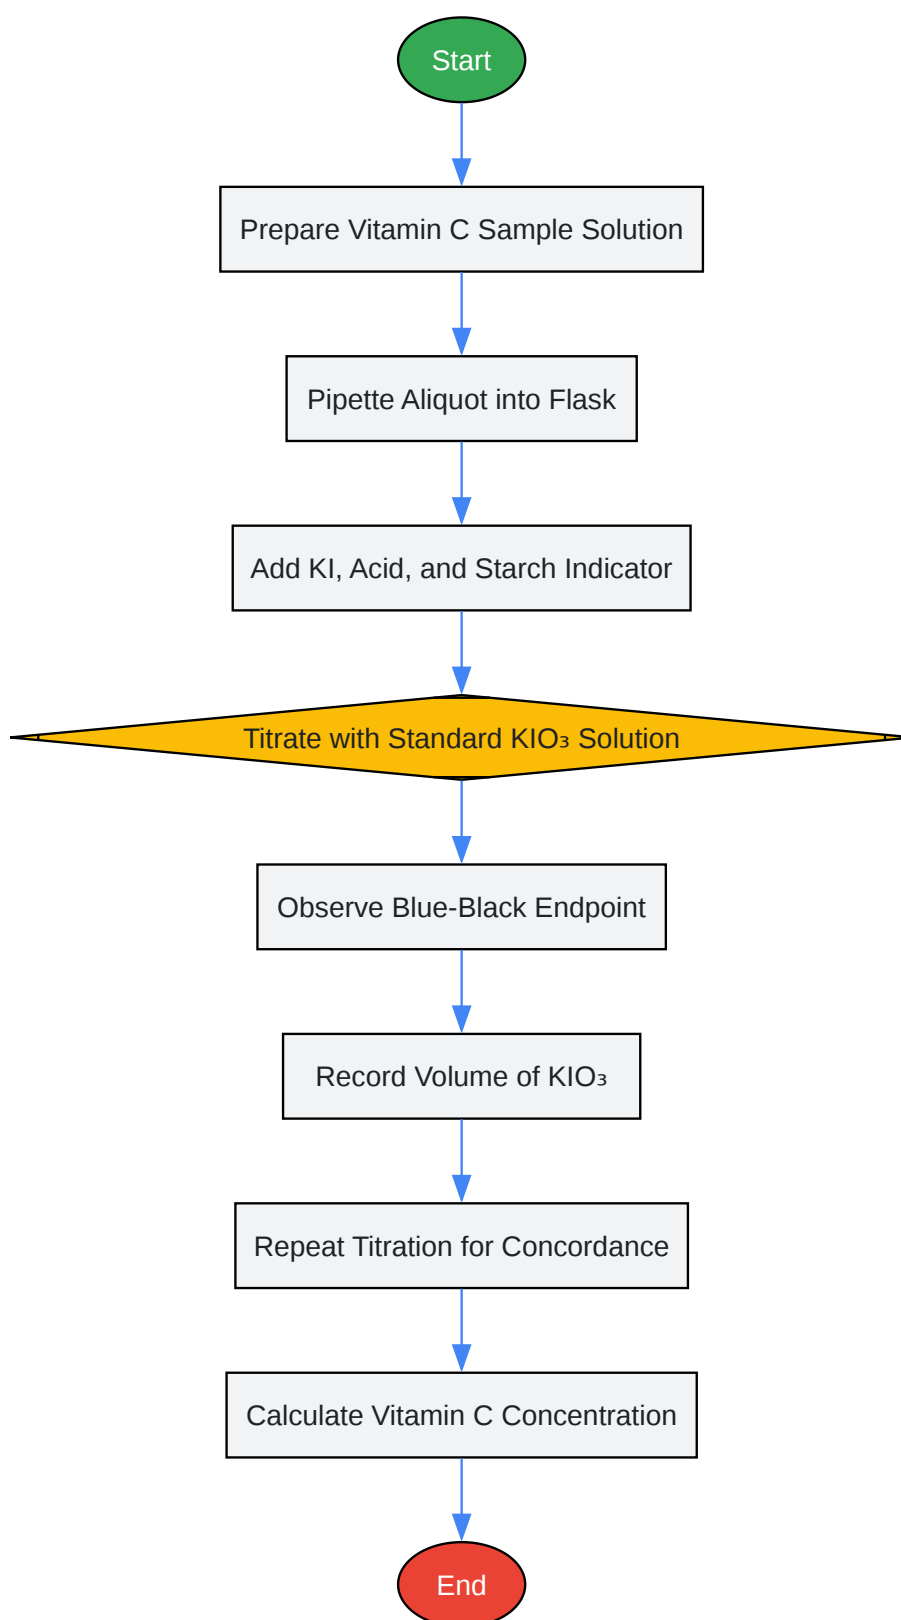 Start
Prepare Vitamin C Sample Solution
Pipette Aliquot into Flask
Add KI, Acid, and Starch Indicator
Titrate with Standard KIO₃ Solution
Observe Blue-Black Endpoint
Record Volume of KIO₃
Repeat Titration for Concordance
Calculate Vitamin C Concentration
End